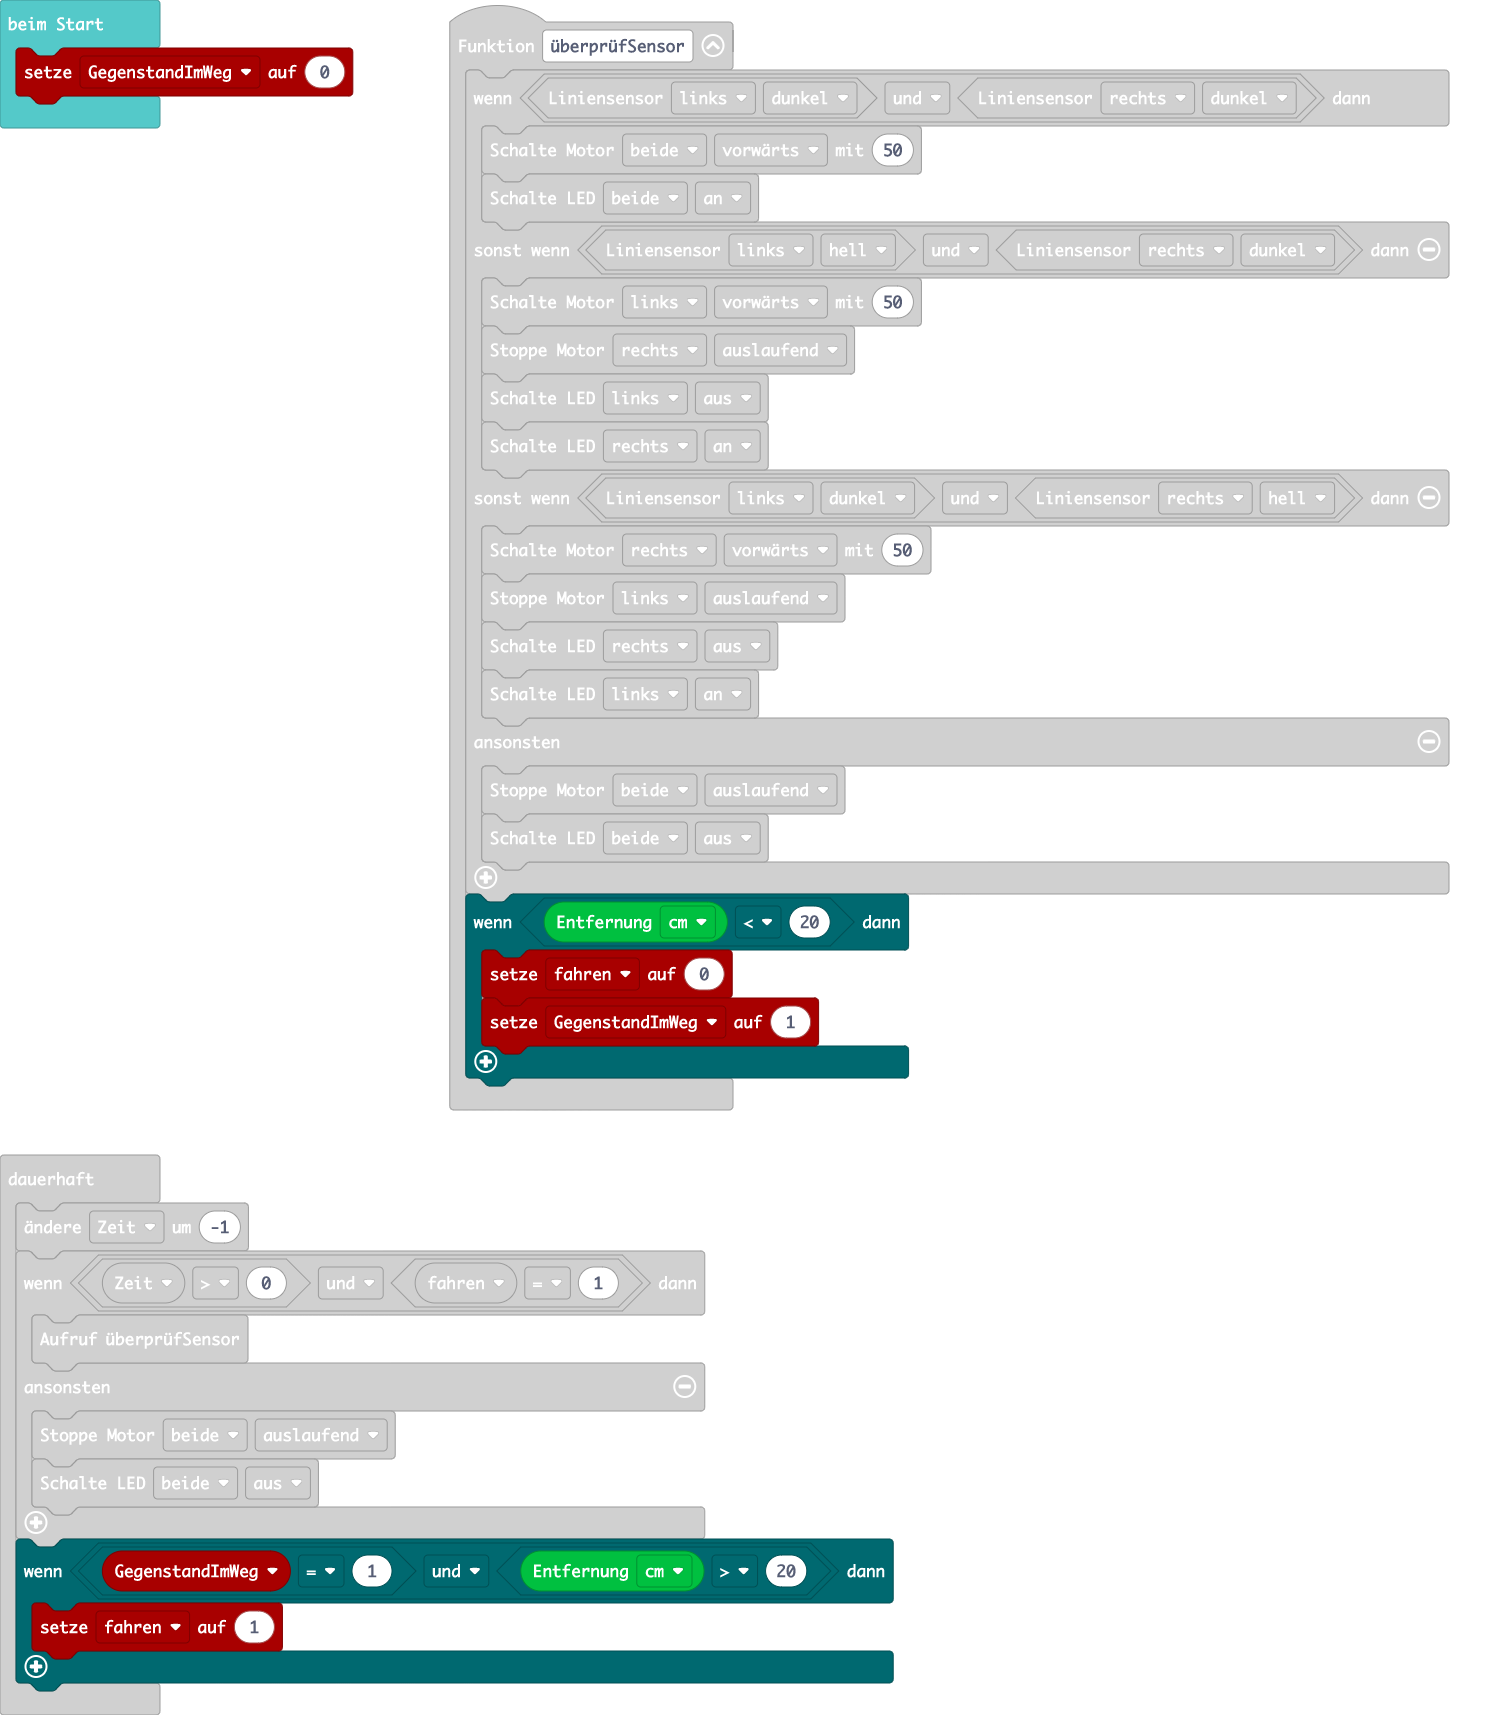 beim Start
setze GegenstandImWeg auf 0
Funktion überprüfSensor
wenn Liniensensor links dunkel und Liniensensor rechts dunkel dann
Schalte Motor beide vorwärts mit 50
Schalte LED beide an
sonst wenn Liniensensor links hell und Liniensensor rechts dunkel dann
Schalte Motor links vorwärts mit 50
Stoppe Motor rechts auslaufend
Schalte LED links aus
Schalte LED rechts an
sonst wenn Liniensensor links dunkel und Liniensensor rechts hell dann
Schalte Motor rechts vorwärts mit 50
Stoppe Motor links auslaufend
Schalte LED rechts aus
Schalte LED links an
ansonsten
Stoppe Motor beide auslaufend
Schalte LED beide aus
wenn Entfernung cm < 20 dann
setze fahren auf 0
setze GegenstandImWeg auf 1
dauerhaft
ändere Zeit um -1
wenn Zeit > 0 und fahren = 1 dann
Aufruf überprüfSensor
ansonsten
Stoppe Motor beide auslaufend
Schalte LED beide aus
wenn GegenstandImWeg = 1 und Entfernung cm > 20 dann
setze fahren auf 1